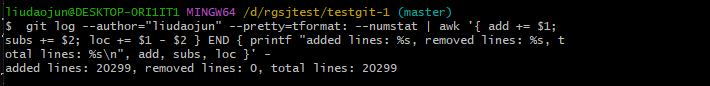 liudaojun@DESKTOP-ORI1IT1 MINGW64 /d/rgsjtest/testgit-1 (master)
$  git log --author="liudaojun" --pretty=tformat: --numstat | awk '{ add += $1;
subs += $2; loc += $1 - $2 } END { printf "added lines: %s, removed lines: %s, t
otal lines: %s\n", add, subs, loc }' -
added lines: 20299, removed lines: 0, total lines: 20299